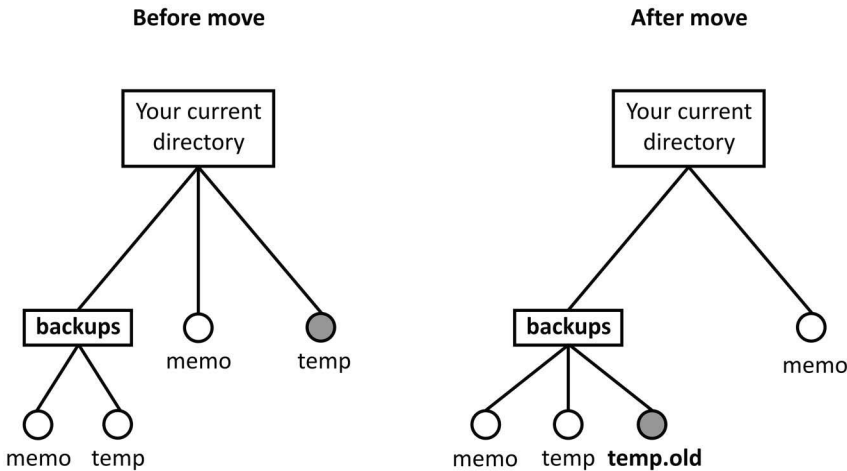 Before move
After move
Your current
directory
Your current
directory
backups
memo
temp
backups
memo
memo
temp
memo
temp
temp.old